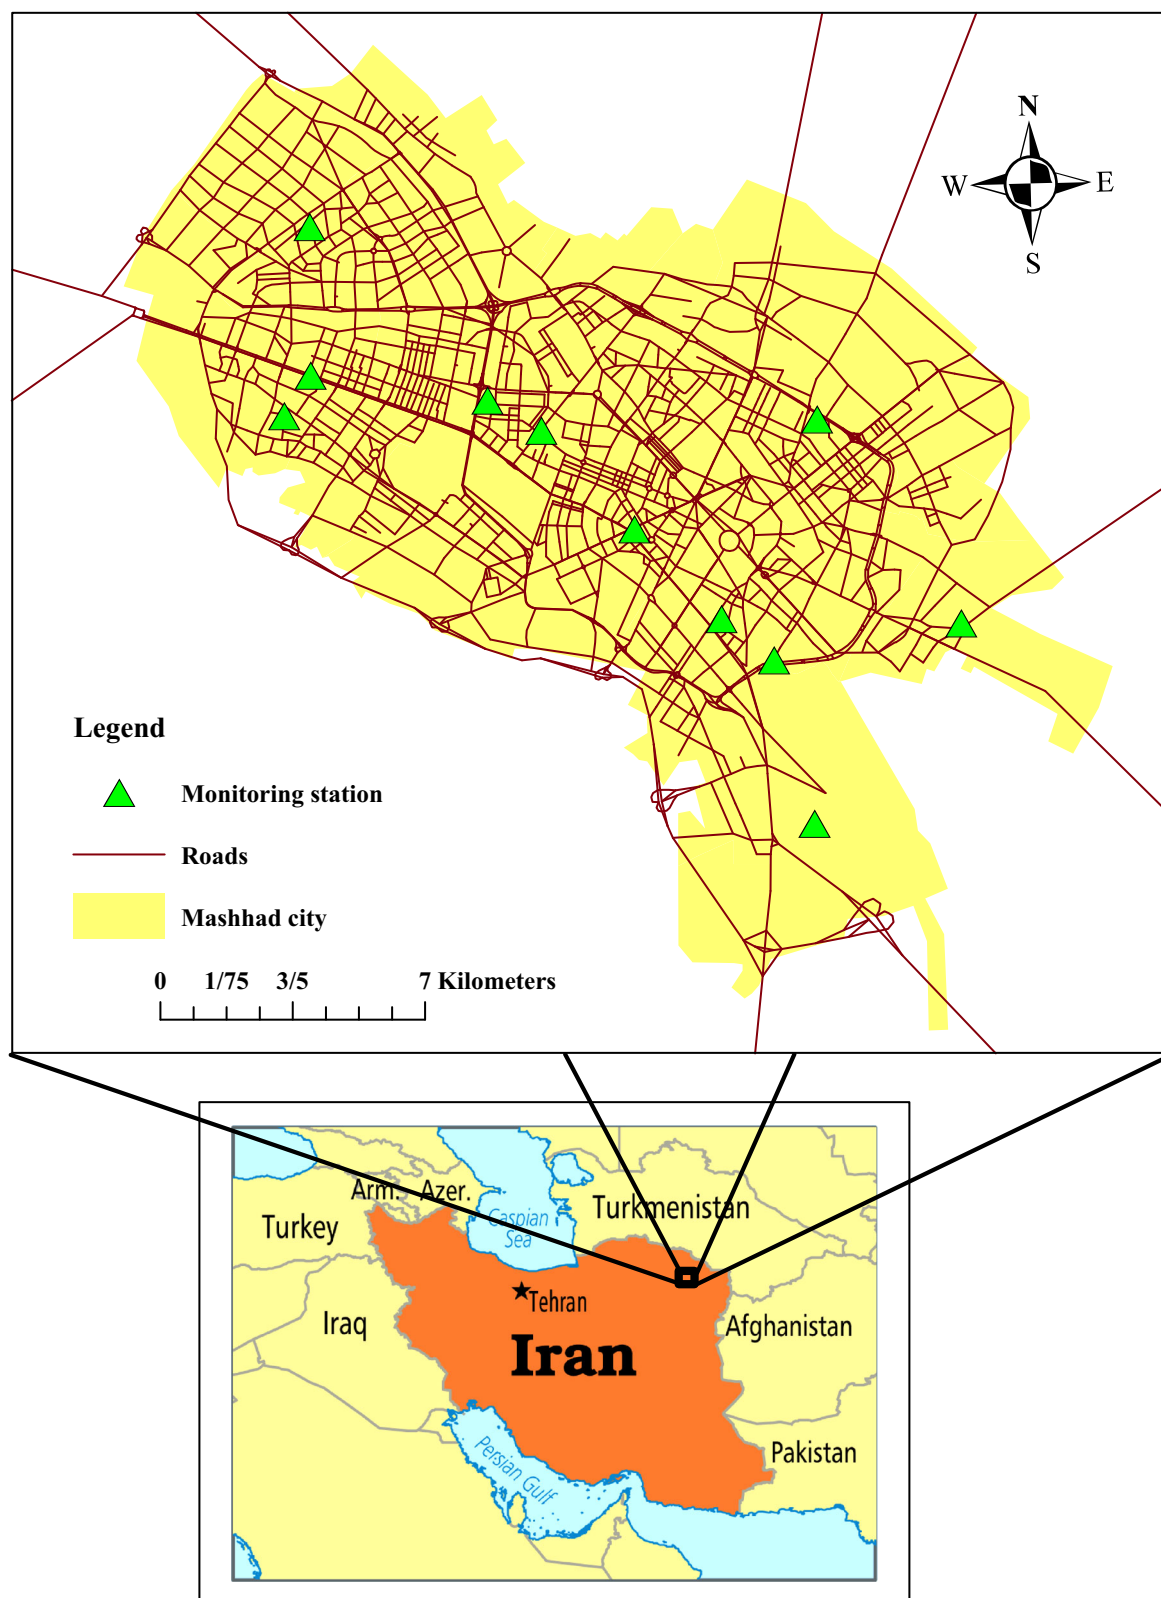 N
W E
S
Legend
Monitoring station
Roads
Mashhad city
0 1/75 3/5 7 Kilometers
Arm. Azer.
Turkmenistan
Turkey
Caspian
Sea
Tehran
Iraq
Afghanistan
Iran
Persian Gulf
Pakistan